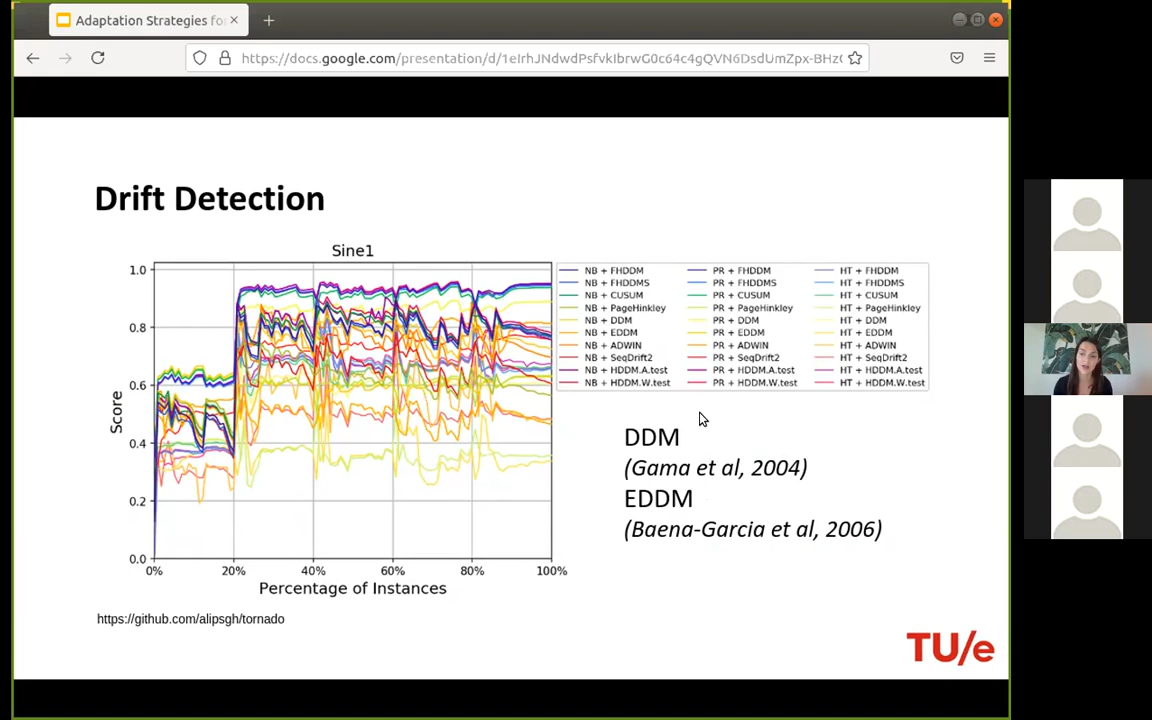 Adaptation Strategies fo
https://docs.google.com/presentation/d/1eIrhJNdwdPsfvkIbrwG0c64c4gQVN6DsdUmZpx-BHz
Drift Detection
Sine1
1.0
0.8
0.6
0.4
0.2
0.0
Score
0% 20% 40% 60% 80% 100%
Percentage of Instances
NB + FHDDM PR + FHDDM HT + FHDDM
NB + FHDDMS PR + FHDDMS HT + FHDDMS
NB + CUSUM PR + CUSUM HT + CUSUM
NB + PageHinkley PR + PageHinkley HT + PageHinkley
NB + DDM PR + DDM HT + DDM
NB + EDDM PR + EDDM HT + EDDM
NB + ADWIN PR + ADWIN HT + ADWIN
NB + SeqDrift2 PR + SeqDrift2 HT + SeqDrift2
NB + HDDM.A.test PR + HDDM.A.test HT + HDDM.A.test
NB + HDDM.W.test PR + HDDM.W.test HT + HDDM.W.test
DDM
(Gama et al, 2004)
EDDM
(Baena-Garcia et al, 2006)
https://github.com/alipsgh/tornado
TU/e